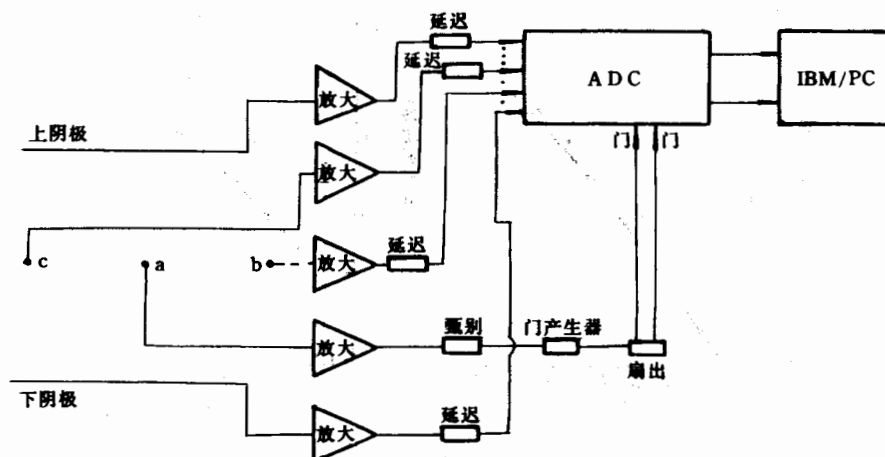 延迟
延迟
ADC
IBM/PC
放大
上阴极
门 门
放大
延迟
c
a
b
放大
甄别
门产生器
放大
扇出
下阴极
延迟
放大